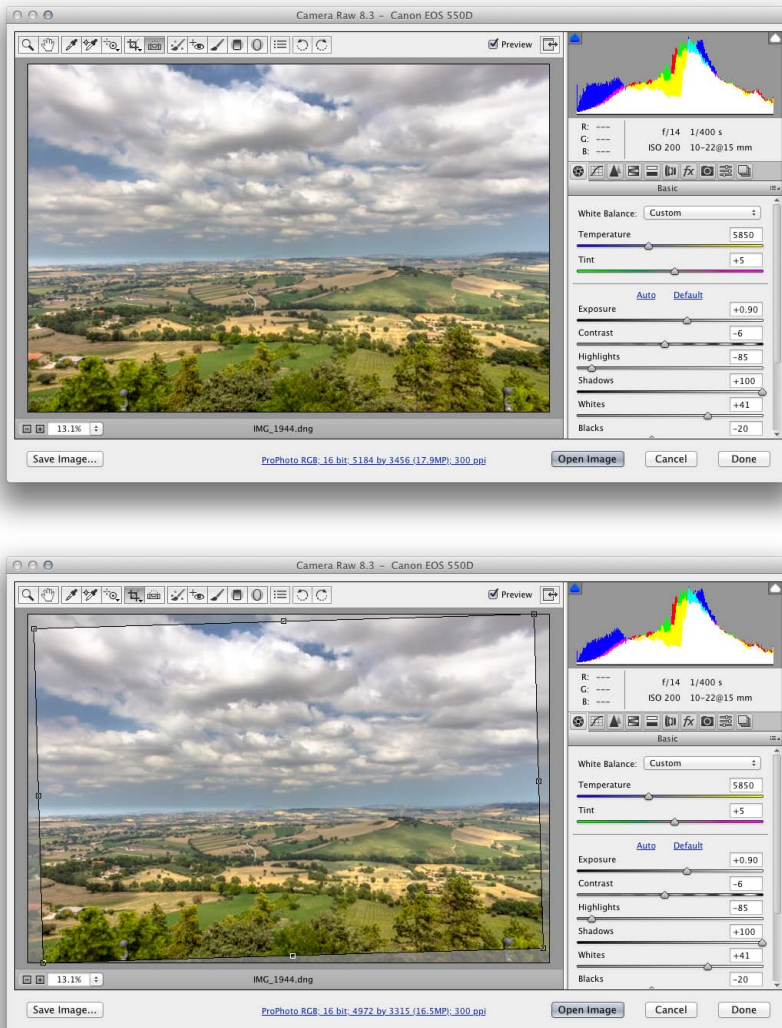 Camera Raw 8.3 - Canon EOS 550D
Preview
R: ---
G: ---
B: ---
f/14 1/400 s
ISO 200 10-22@15 mm
fx
Basic
White Balance: Custom
Temperature 5850
Tint +5
Auto Default
Exposure +0.90
Contrast -6
Highlights -85
Shadows +100
Whites +41
Blacks -20
13.1%
IMG_1944.dng
Save Image...
ProPhoto RGB; 16 bit; 5184 by 3456 (17.9MP); 300 ppi
Open Image
Cancel
Done
Camera Raw 8.3 - Canon EOS 550D
Preview
R: ---
G: ---
B: ---
f/14 1/400 s
ISO 200 10-22@15 mm
fx
Basic
White Balance: Custom
Temperature 5850
Tint +5
Auto Default
Exposure +0.90
Contrast -6
Highlights -85
Shadows +100
Whites +41
Blacks -20
13.1%
IMG_1944.dng
Save Image...
ProPhoto RGB; 16 bit; 4972 by 3315 (16.5MP); 300 ppi
Open Image
Cancel
Done